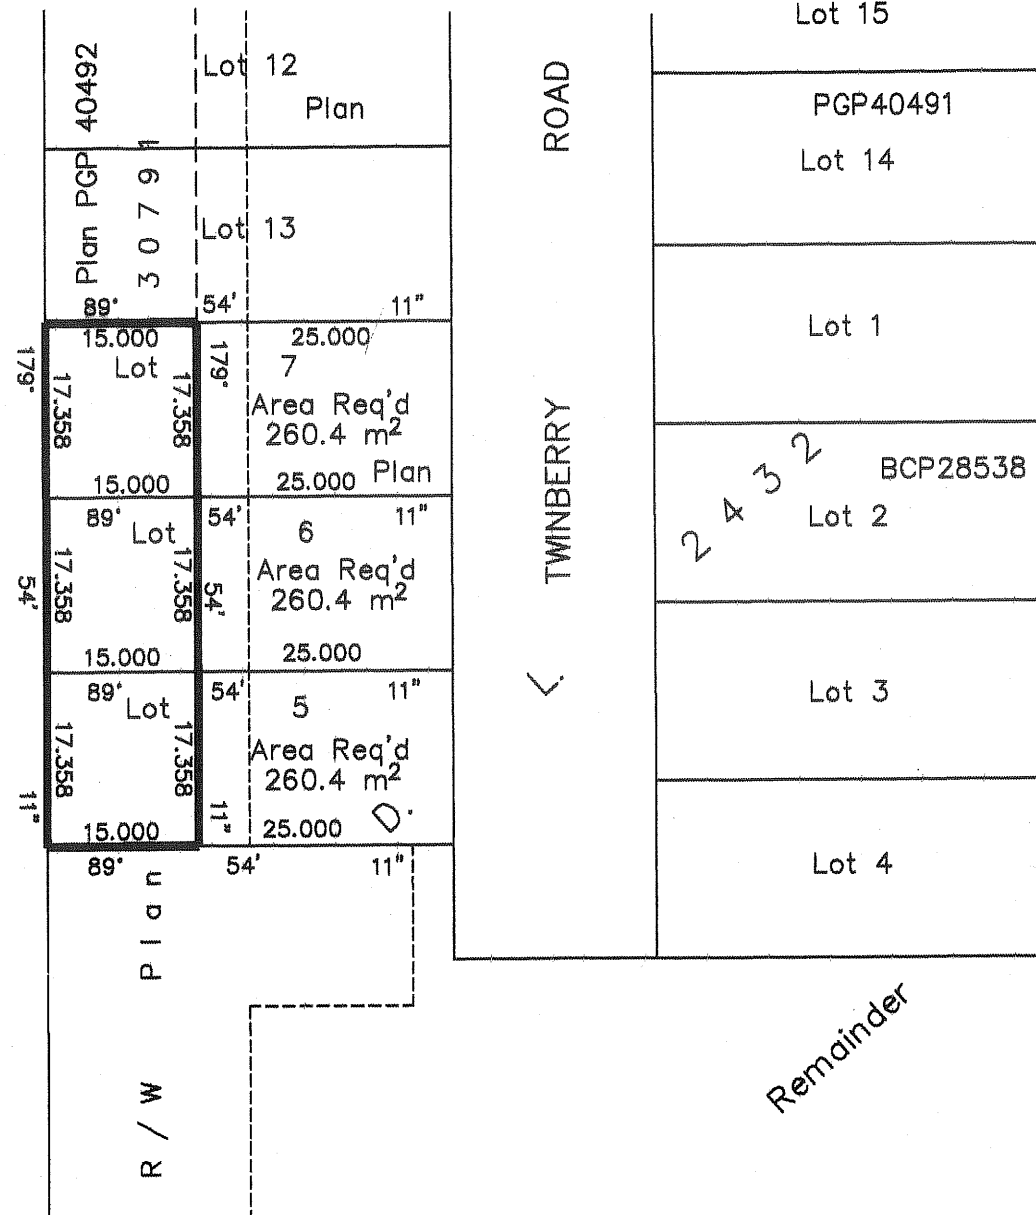 Lot 15
Plan PGP 40492
Lot 12
Plan
ROAD
PGP40491
Lot 14
30791
Lot 13
89° 54' 11"
15.000 25.000
179° 179°
Lot 7
17.358 17.358
Area Req'd
260.4 m²
Lot 1
15.000 25.000 Plan
TWINBERRY
2432
BCP28538
89° 54' 11"
Lot 6
Lot 2
17.358 17.358
54' 54'
Area Req'd
260.4 m²
15.000 25.000
89° 54' 11"
Lot 5
L.
Lot 3
17.358 17.358
Area Req'd
260.4 m²
11" 11"
15.000 25.000 D.
89° 54' 11"
Lot 4
R/W Plan
Remainder